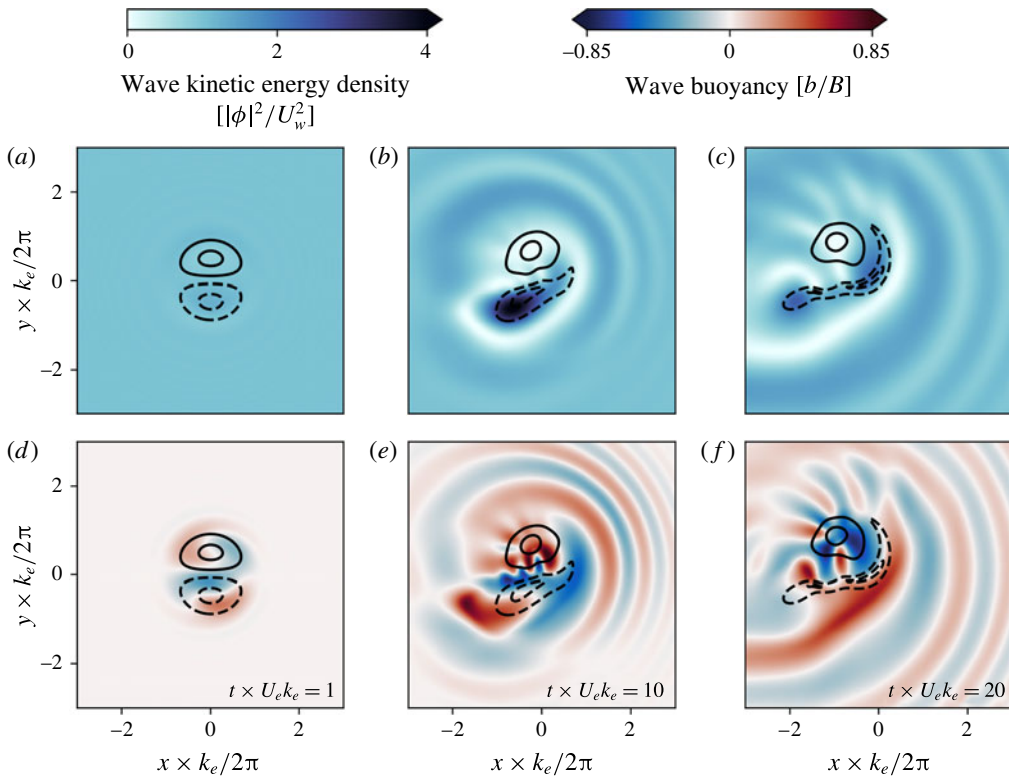 0 2 4
−0.85 0 0.85
Wave kinetic energy density
[|ϕ|²/U_w²]
Wave buoyancy [b/B]
(a) (b) (c)
2
0
−2
y × k_e/2π
(d) (e) (f)
2
0
−2
y × k_e/2π
t × U_e k_e = 1
t × U_e k_e = 10
t × U_e k_e = 20
−2 0 2
−2 0 2
−2 0 2
x × k_e/2π
x × k_e/2π
x × k_e/2π